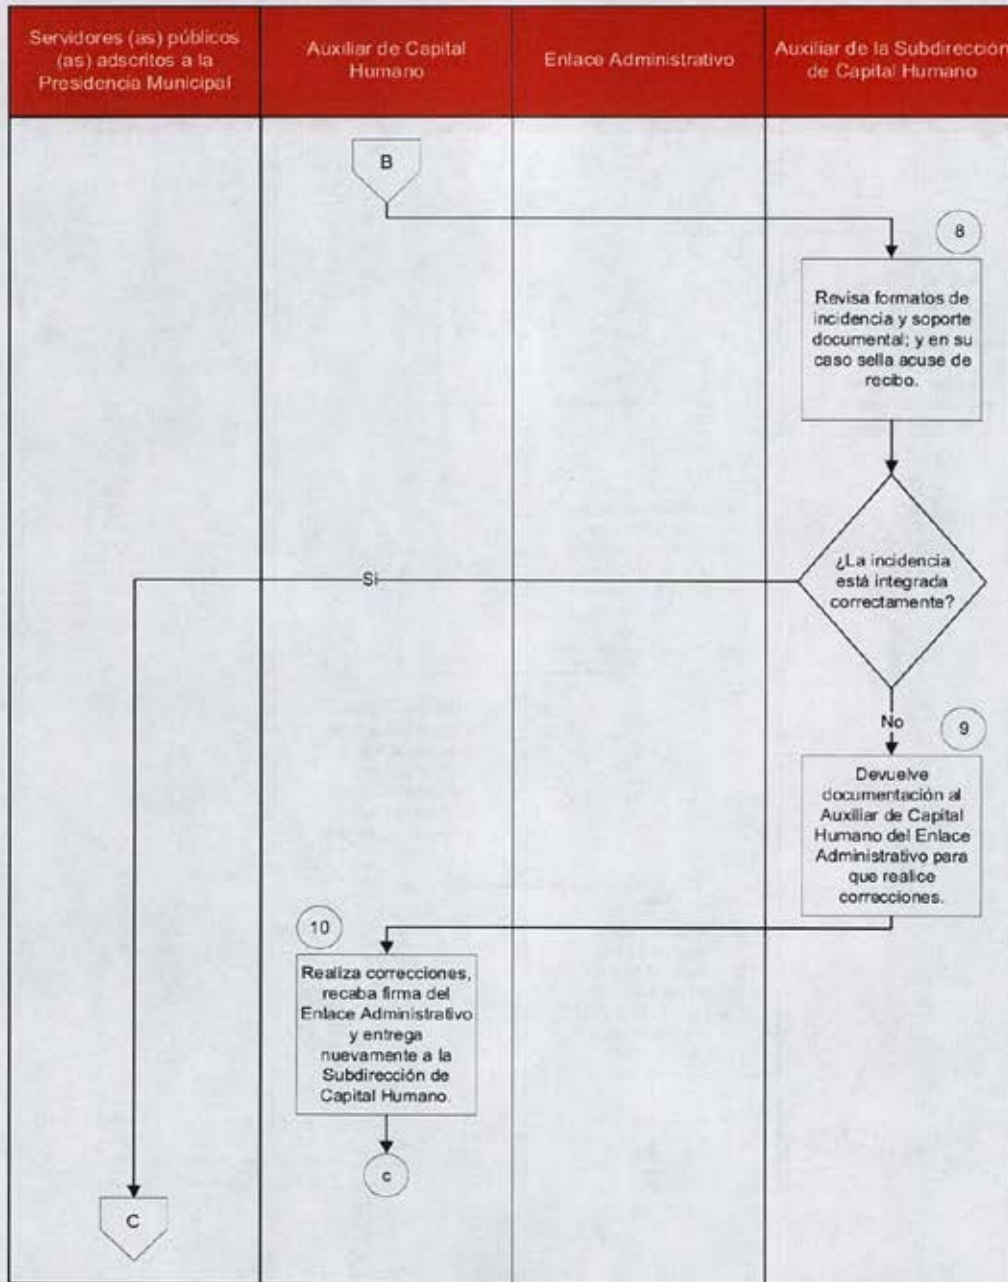 Servidores (as) públicos
(as) adscritos a la
Presidencia Municipal
Auxiliar de Capital
Humano
Enlace Administrativo
Auxiliar de la Subdirección
de Capital Humano
B
8
Revisa formatos de
incidencia y soporte
documental; y en su
caso sella acuse de
recibo.
¿La incidencia
está integrada
correctamente?
Si
No
9
Devuelve
documentación al
Auxiliar de Capital
Humano del Enlace
Administrativo para
que realice
correcciones.
10
Realiza correcciones,
recaba firma del
Enlace Administrativo
y entrega
nuevamente a la
Subdirección de
Capital Humano.
c
C